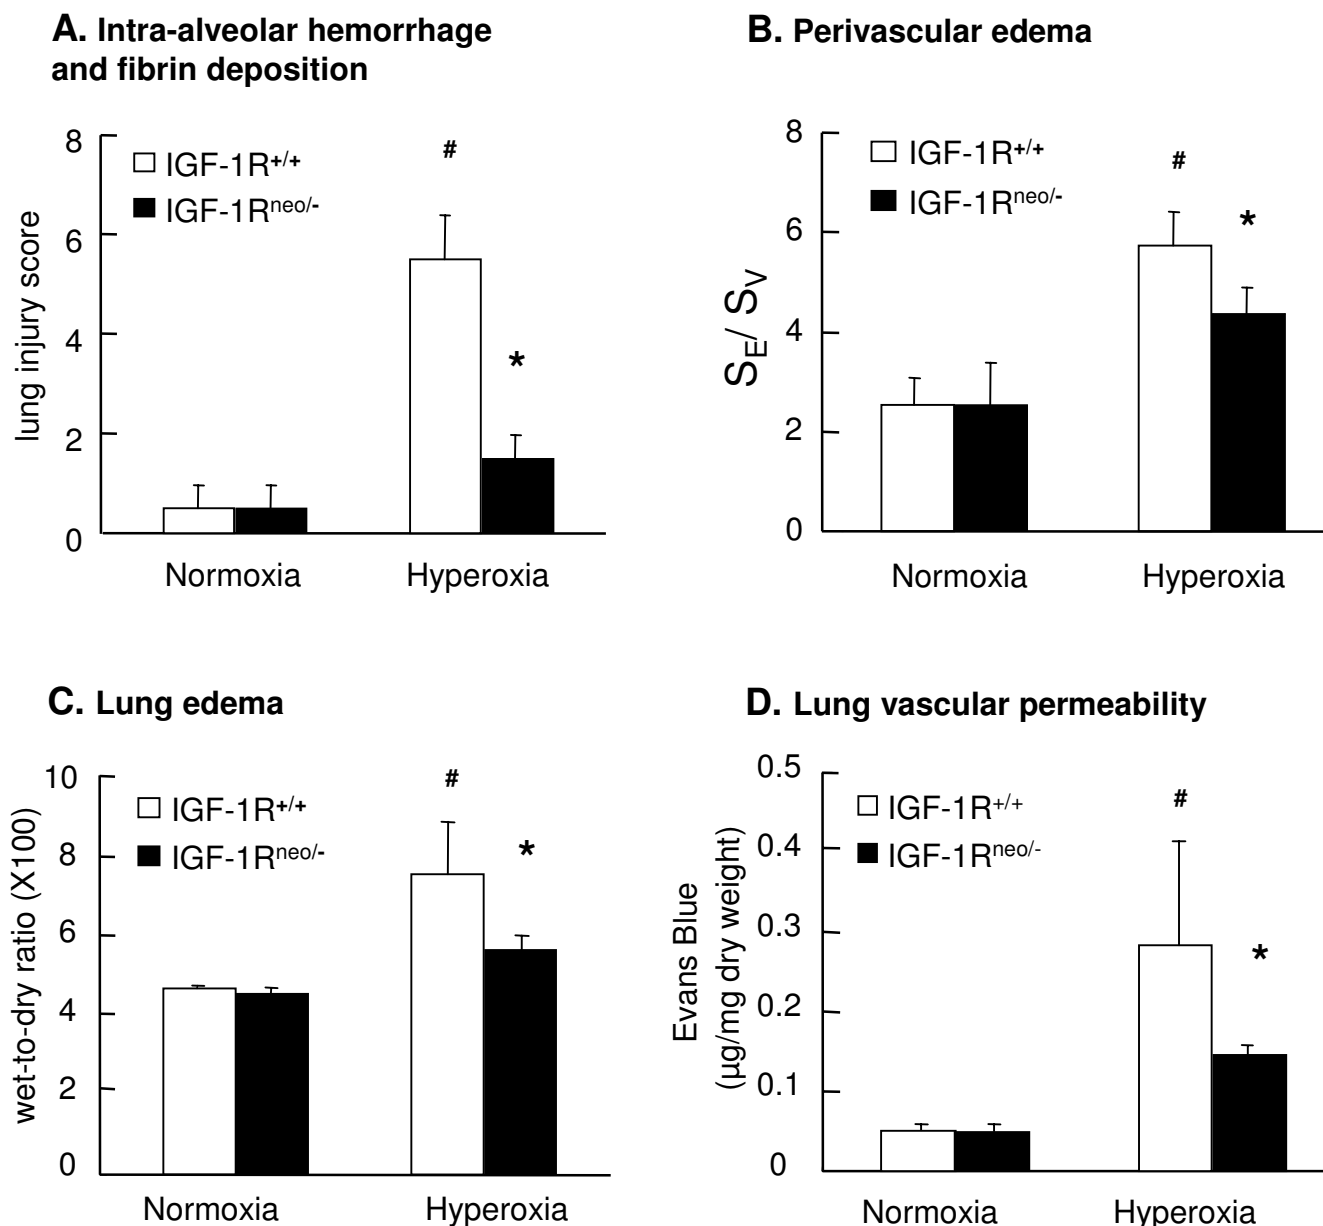 A. Intra-alveolar hemorrhage
and fibrin deposition
8
6
4
2
0
lung injury score
IGF-1R+/+
IGF-1Rneo/-
#
*
Normoxia
Hyperoxia
B. Perivascular edema
8
6
4
2
0
SE/ SV
IGF-1R+/+
IGF-1Rneo/-
#
*
Normoxia
Hyperoxia
C. Lung edema
10
8
6
4
2
0
wet-to-dry ratio (X100)
IGF-1R+/+
IGF-1Rneo/-
#
*
Normoxia
Hyperoxia
D. Lung vascular permeability
0.5
0.4
0.3
0.2
0.1
0
Evans Blue
(µg/mg dry weight)
IGF-1R+/+
IGF-1Rneo/-
#
*
Normoxia
Hyperoxia